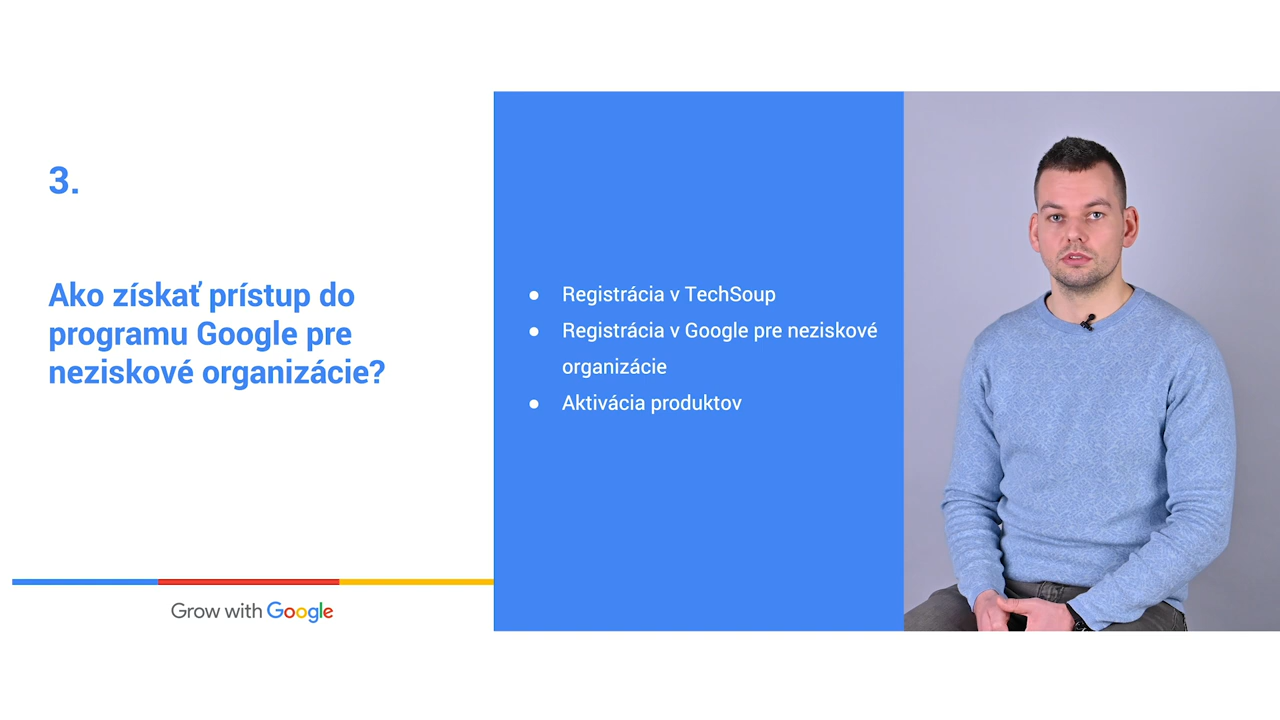 3.
Ako získať prístup do
programu Google pre
neziskové organizácie?
Grow with Google
● Registrácia v TechSoup
● Registrácia v Google pre neziskové
organizácie
● Aktivácia produktov